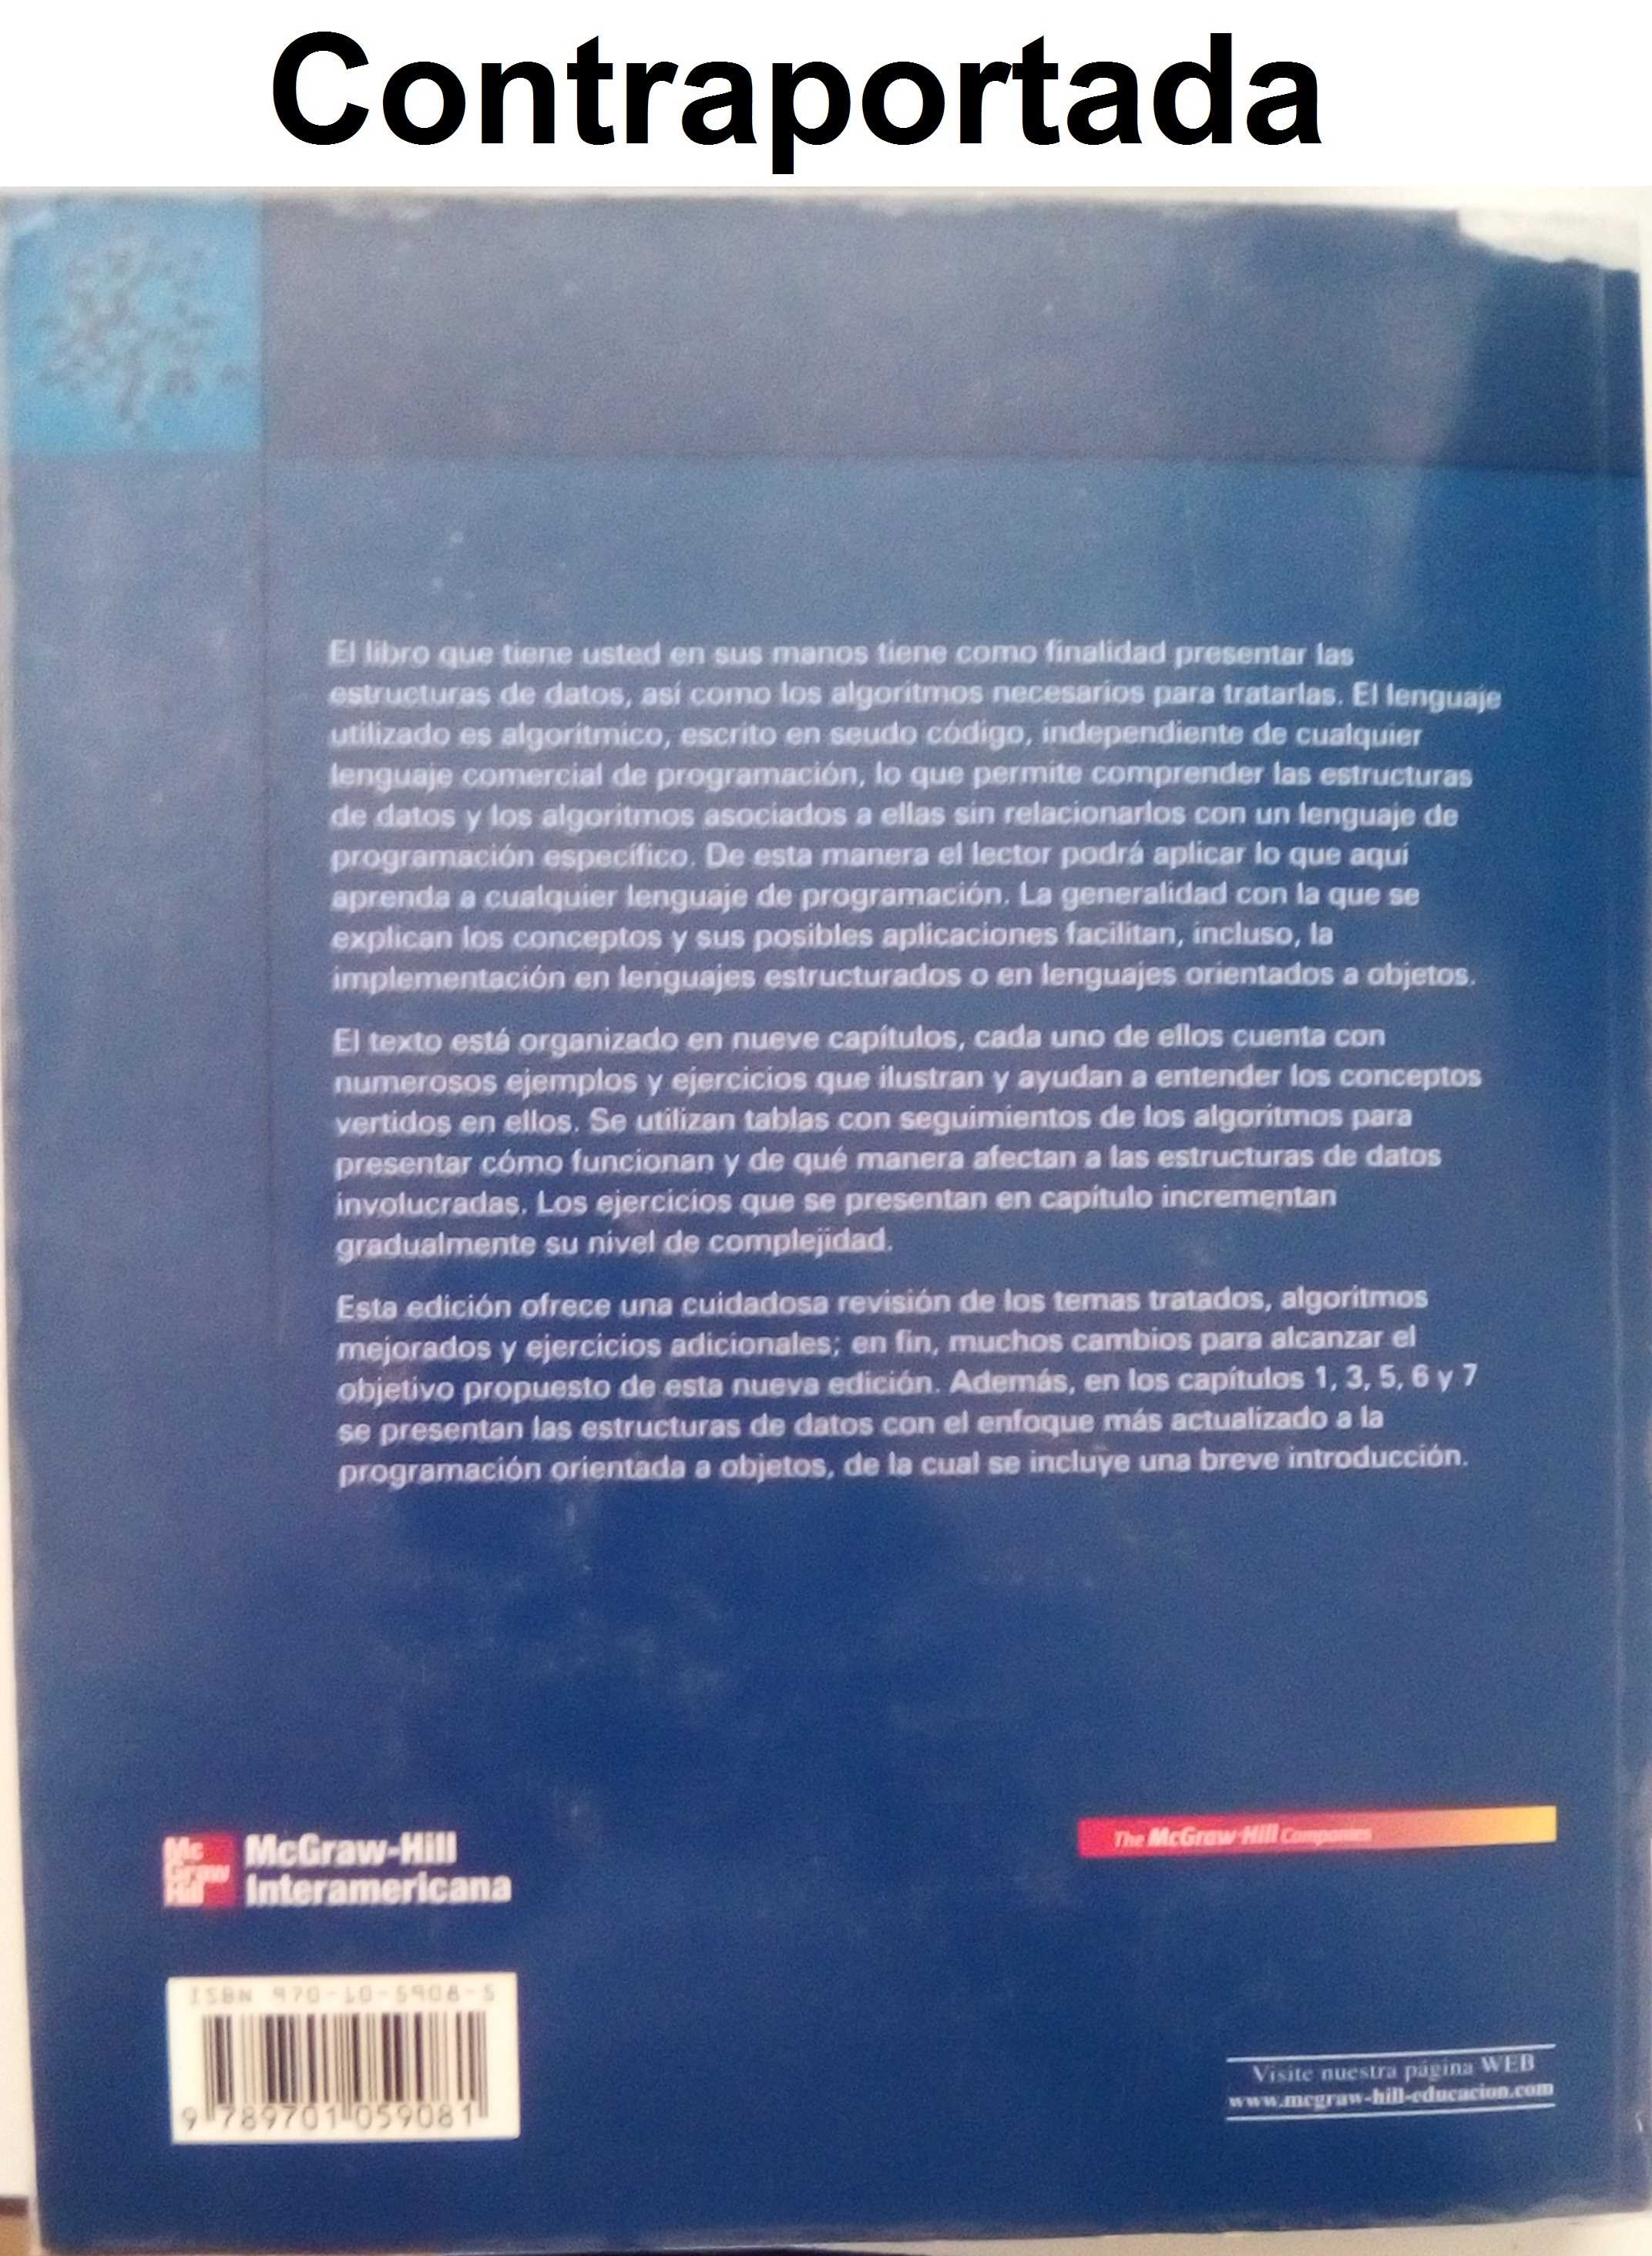 Contraportada
El libro que tiene usted en sus manos tiene como finalidad presentar las
estructuras de datos, así como los algoritmos necesarios para tratarlas. El lenguaje
utilizado es algorítmico, escrito en seudo código, independiente de cualquier
lenguaje comercial de programación, lo que permite comprender las estructuras
de datos y los algoritmos asociados a ellas sin relacionarlos con un lenguaje de
programación específico. De esta manera el lector podrá aplicar lo que aquí
aprenda a cualquier lenguaje de programación. La generalidad con la que se
explican los conceptos y sus posibles aplicaciones facilitan, incluso, la
implementación en lenguajes estructurados o en lenguajes orientados a objetos.
El texto está organizado en nueve capítulos, cada uno de ellos cuenta con
numerosos ejemplos y ejercicios que ilustran y ayudan a entender los conceptos
vertidos en ellos. Se utilizan tablas con seguimientos de los algoritmos para
presentar cómo funcionan y de qué manera afectan a las estructuras de datos
involucradas. Los ejercicios que se presentan en capítulo incrementan
gradualmente su nivel de complejidad.
Esta edición ofrece una cuidadosa revisión de los temas tratados, algoritmos
mejorados y ejercicios adicionales; en fin, muchos cambios para alcanzar el
objetivo propuesto de esta nueva edición. Además, en los capítulos 1, 3, 5, 6 y 7
se presentan las estructuras de datos con el enfoque más actualizado a la
programación orientada a objetos, de la cual se incluye una breve introducción.
The McGraw-Hill Companies
Mc
Graw
Hill
McGraw-Hill
Interamericana
ISBN 970-10-5908-5
9 789701 059081
Visite nuestra página WEB
www.mcgraw-hill-educacion.com